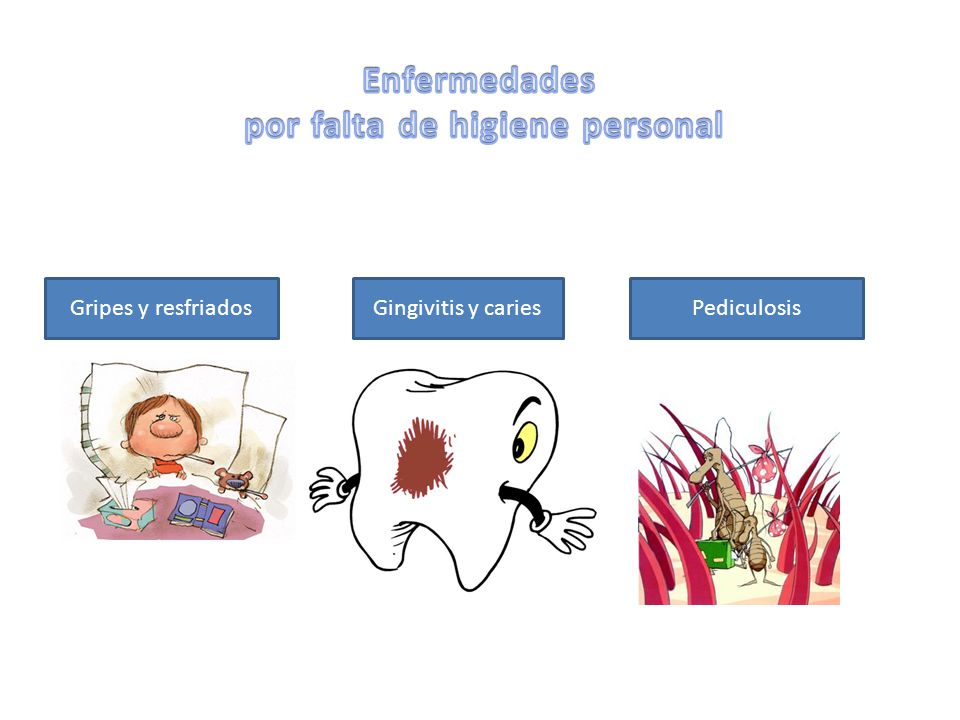 Enfermedades
por falta de higiene personal
Gripes y resfriados
Gingivitis y caries
Pediculosis